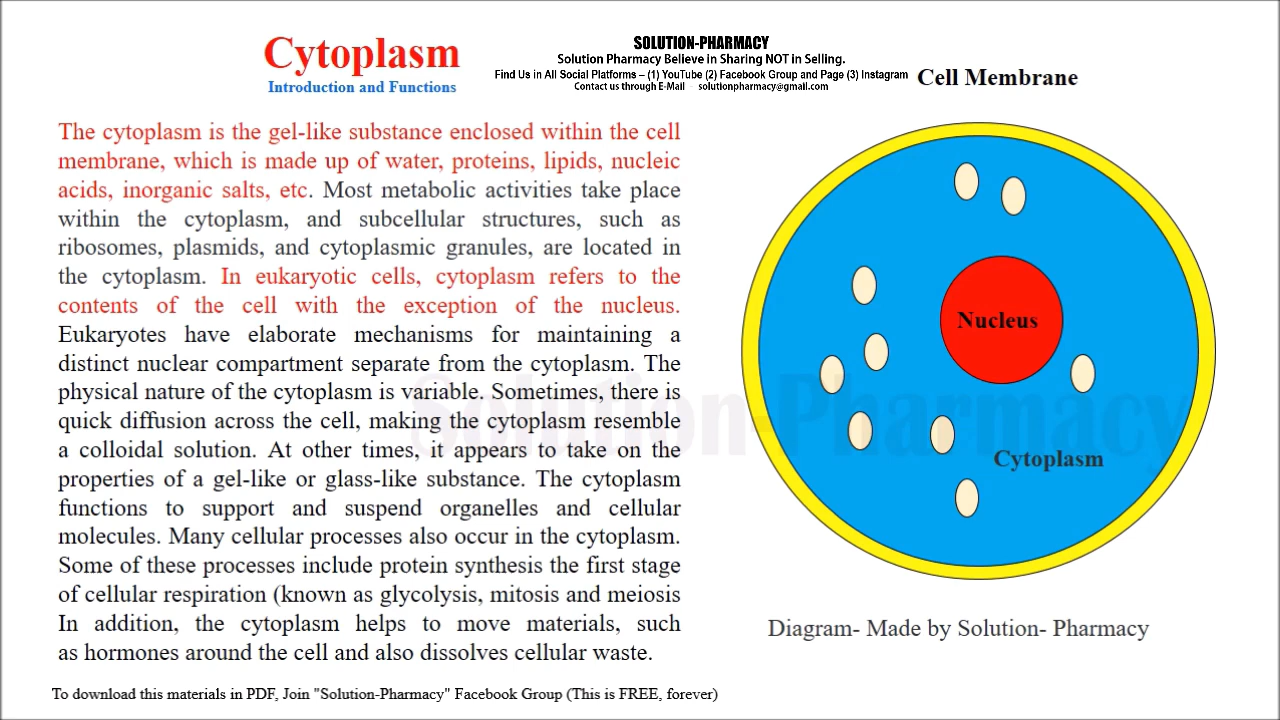 Cytoplasm
Introduction and Functions
SOLUTION-PHARMACY
Solution Pharmacy Believe in Sharing NOT in Selling.
Find Us in All Social Platforms – (1) YouTube (2) Facebook Group and Page (3) Instagram
Contact us through E-Mail - solutionpharmacy@gmail.com
Cell Membrane
The cytoplasm is the gel-like substance enclosed within the cell
membrane, which is made up of water, proteins, lipids, nucleic
acids, inorganic salts, etc. Most metabolic activities take place
within the cytoplasm, and subcellular structures, such as
ribosomes, plasmids, and cytoplasmic granules, are located in
the cytoplasm. In eukaryotic cells, cytoplasm refers to the
contents of the cell with the exception of the nucleus.
Eukaryotes have elaborate mechanisms for maintaining a
distinct nuclear compartment separate from the cytoplasm. The
physical nature of the cytoplasm is variable. Sometimes, there is
quick diffusion across the cell, making the cytoplasm resemble
a colloidal solution. At other times, it appears to take on the
properties of a gel-like or glass-like substance. The cytoplasm
functions to support and suspend organelles and cellular
molecules. Many cellular processes also occur in the cytoplasm.
Some of these processes include protein synthesis the first stage
of cellular respiration (known as glycolysis, mitosis and meiosis
In addition, the cytoplasm helps to move materials, such
as hormones around the cell and also dissolves cellular waste.
Nucleus
Cytoplasm
Solution-Pharmacy
Diagram- Made by Solution- Pharmacy
To download this materials in PDF, Join "Solution-Pharmacy" Facebook Group (This is FREE, forever)